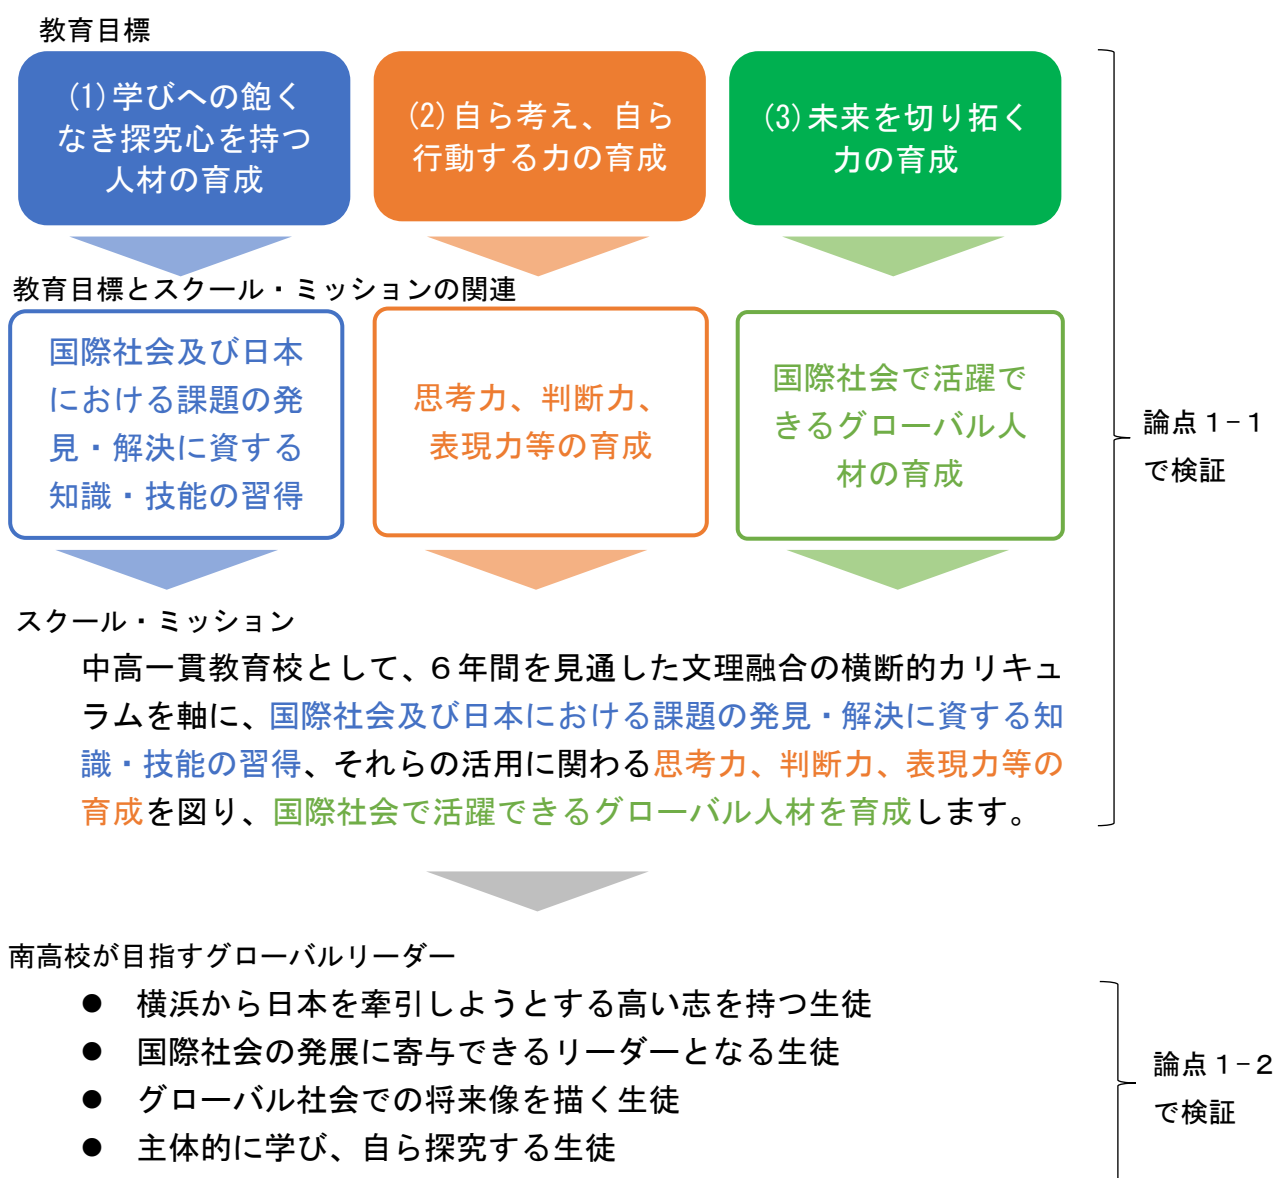 教育目標
(1)学びへの飽く
なき探究心を持つ
人材の育成
(2)自ら考え、自ら
行動する力の育成
(3)未来を切り拓く
力の育成
教育目標とスクール・ミッションの関連
国際社会及び日本
における課題の発
見・解決に資する
知識・技能の習得
思考力、判断力、
表現力等の育成
国際社会で活躍で
きるグローバル人
材の育成
論点1-1
で検証
スクール・ミッション
中高一貫教育校として、6年間を見通した文理融合の横断的カリキュ
ラムを軸に、国際社会及び日本における課題の発見・解決に資する知
識・技能の習得、それらの活用に関わる思考力、判断力、表現力等の
育成を図り、国際社会で活躍できるグローバル人材を育成します。
南高校が目指すグローバルリーダー
● 横浜から日本を牽引しようとする高い志を持つ生徒
● 国際社会の発展に寄与できるリーダーとなる生徒
● グローバル社会での将来像を描く生徒
● 主体的に学び、自ら探究する生徒
論点1-2
で検証